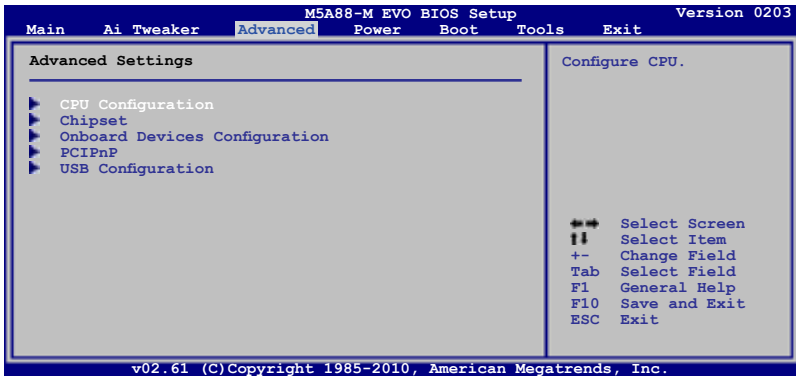 M5A88-M EVO BIOS Setup Version 0203
Main Ai Tweaker Advanced Power Boot Tools Exit
Advanced Settings
CPU Configuration
Chipset
Onboard Devices Configuration
PCIPnP
USB Configuration
Configure CPU.
←→ Select Screen
↑↓ Select Item
+- Change Field
Tab Select Field
F1 General Help
F10 Save and Exit
ESC Exit
v02.61 (C)Copyright 1985-2010, American Megatrends, Inc.